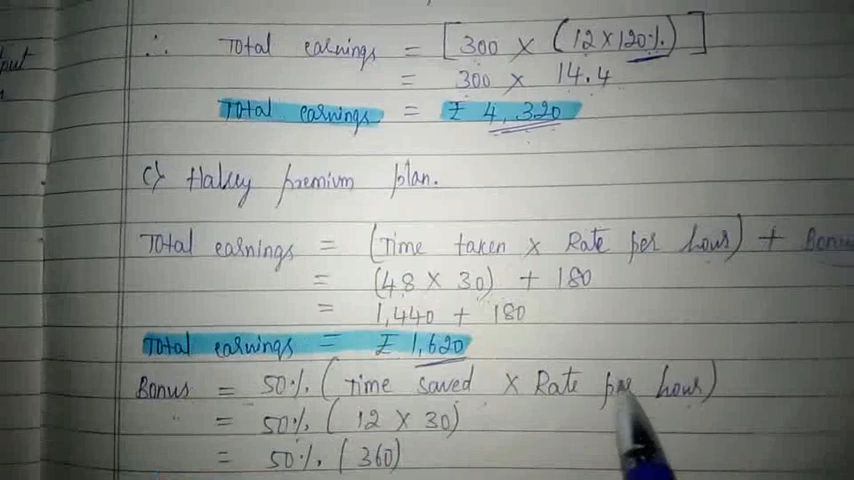 ∴ Total earnings = [300 × (12×120%)]
= 300 × 14.4
Total earnings = ₹ 4,320
c) Halsey premium plan.
Total earnings = (Time taken × Rate per hour) + Bonus
= (48 × 30) + 180
= 1,440 + 180
Total earnings = ₹ 1,620
Bonus = 50% (Time saved × Rate per hour)
= 50% (12 × 30)
= 50% (360)